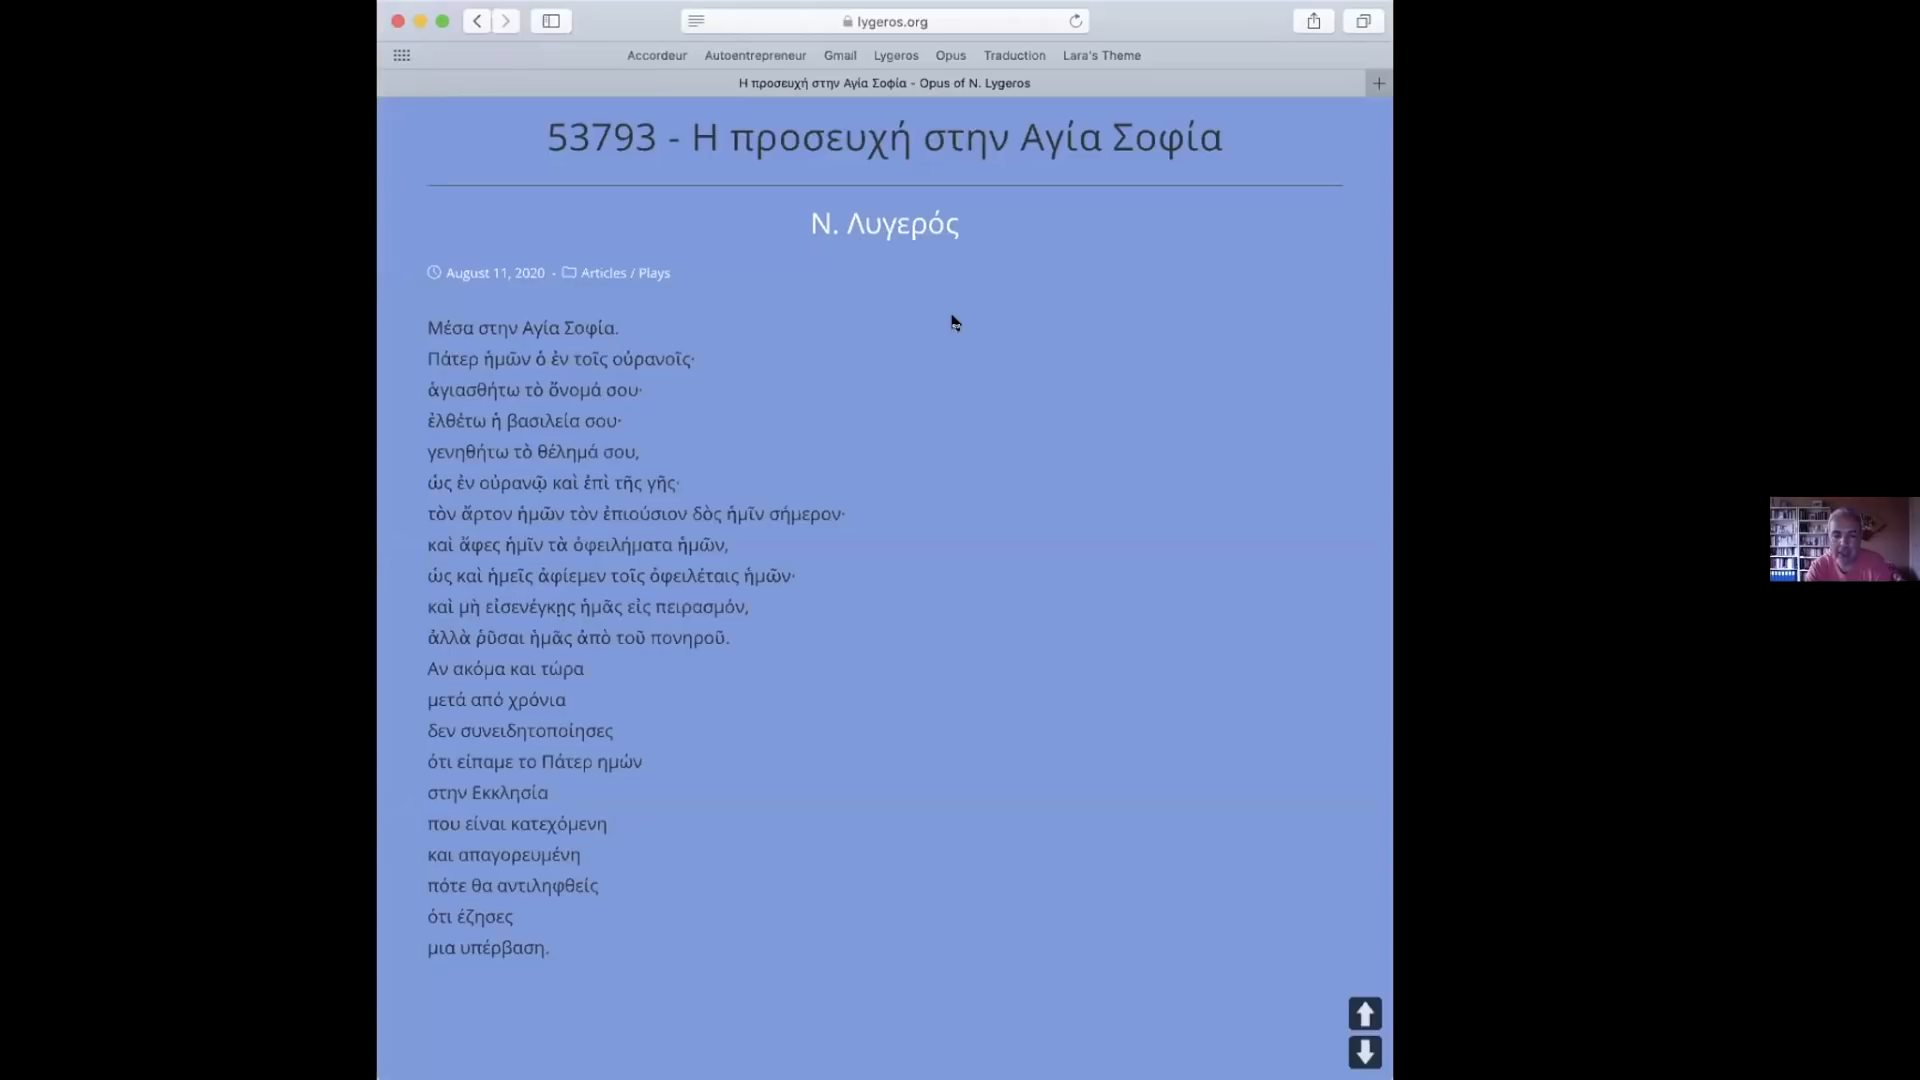 lygeros.org
Accordeur Autoentrepreneur Gmail Lygeros Opus Traduction Lara's Theme
Η προσευχή στην Αγία Σοφία - Opus of N. Lygeros
53793 - Η προσευχή στην Αγία Σοφία
Ν. Λυγερός
August 11, 2020 - Articles / Plays
Μέσα στην Αγία Σοφία.
Πάτερ ἡμῶν ὁ ἐν τοῖς οὐρανοῖς·
ἁγιασθήτω τὸ ὄνομά σου·
ἐλθέτω ἡ βασιλεία σου·
γενηθήτω τὸ θέλημά σου,
ὡς ἐν οὐρανῷ καὶ ἐπὶ τῆς γῆς·
τὸν ἄρτον ἡμῶν τὸν ἐπιούσιον δὸς ἡμῖν σήμερον·
καὶ ἄφες ἡμῖν τὰ ὀφειλήματα ἡμῶν,
ὡς καὶ ἡμεῖς ἀφίεμεν τοῖς ὀφειλέταις ἡμῶν·
καὶ μὴ εἰσενέγκῃς ἡμᾶς εἰς πειρασμόν,
ἀλλὰ ῥῦσαι ἡμᾶς ἀπὸ τοῦ πονηροῦ.
Αν ακόμα και τώρα
μετά από χρόνια
δεν συνειδητοποίησες
ότι είπαμε το Πάτερ ημών
στην Εκκλησία
που είναι κατεχόμενη
και απαγορευμένη
πότε θα αντιληφθείς
ότι έζησες
μια υπέρβαση.